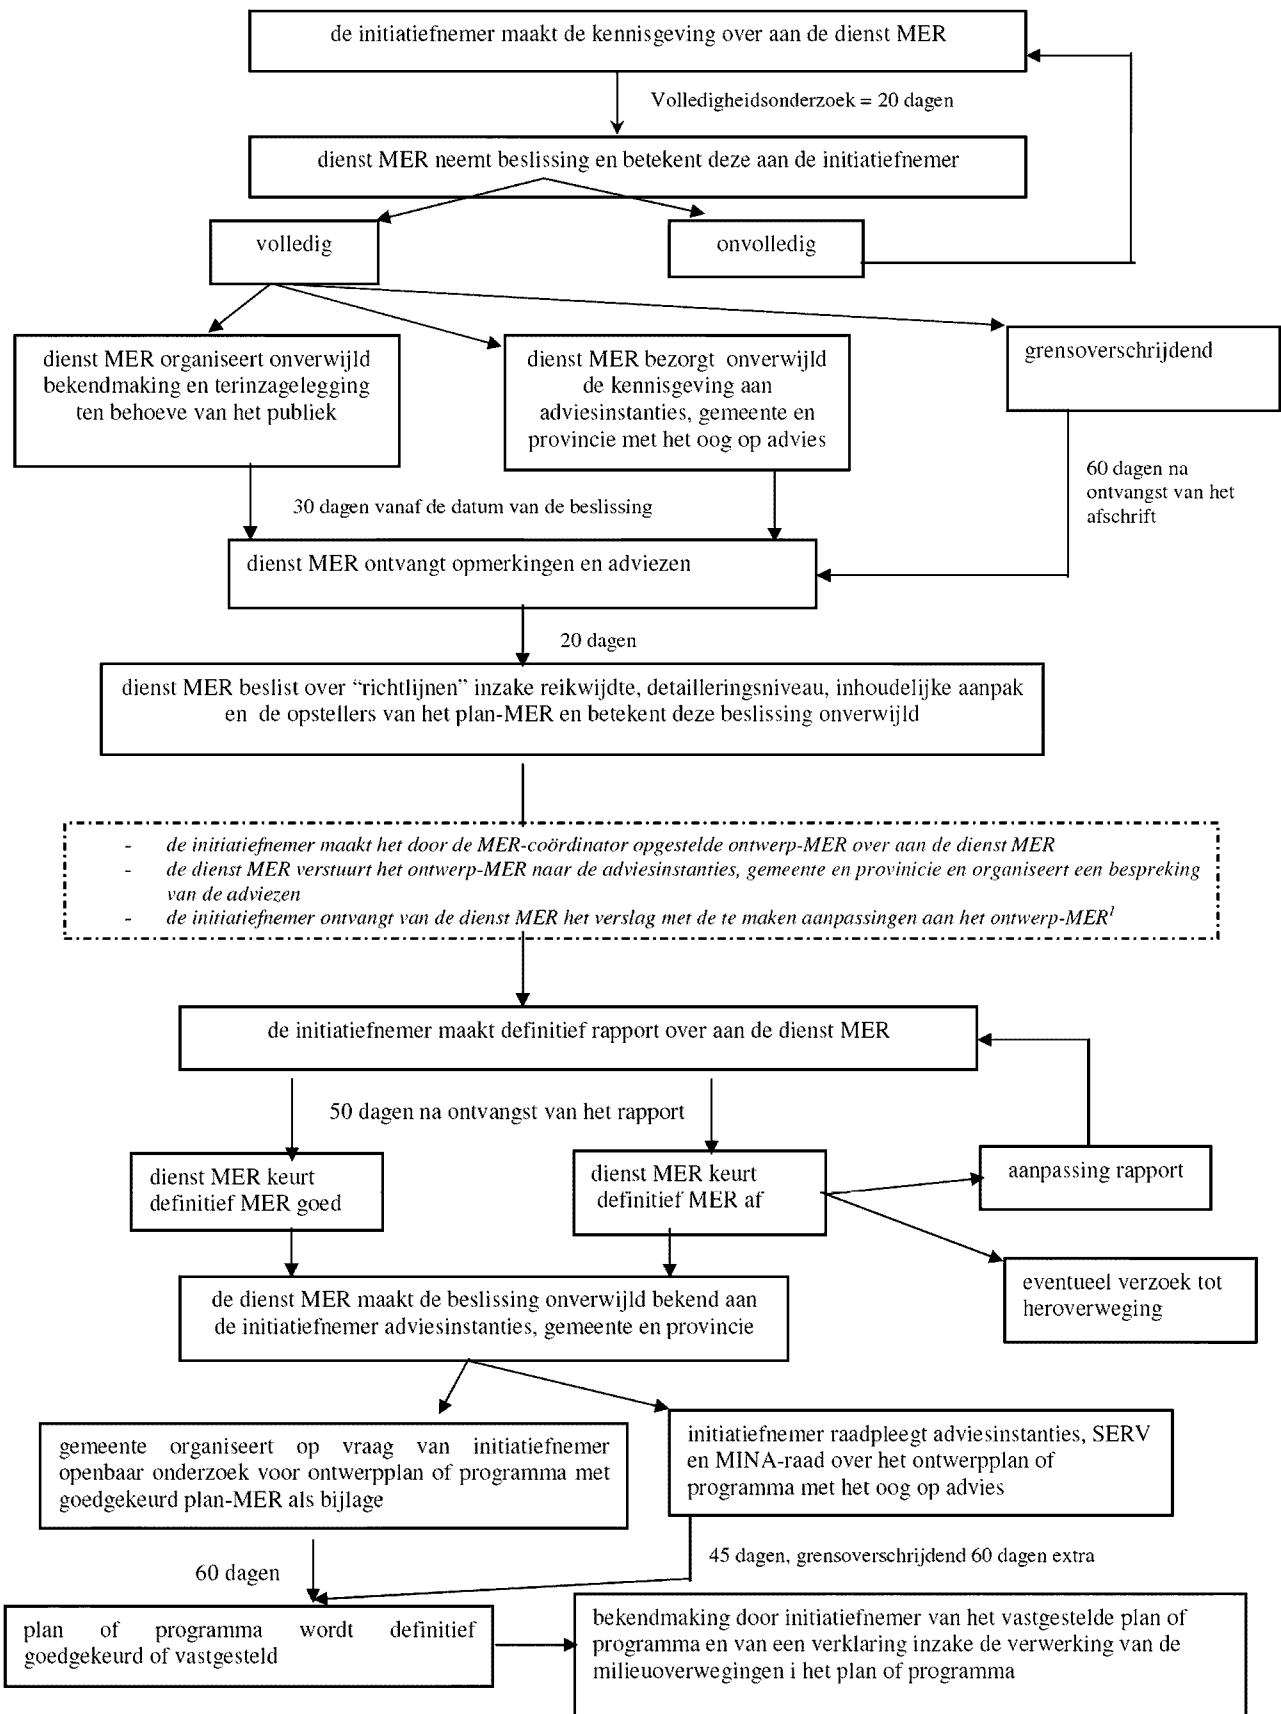 de initiatiefnemer maakt de kennisgeving over aan de dienst MER
Volledigheidsonderzoek = 20 dagen
dienst MER neemt beslissing en betekent deze aan de initiatiefnemer
volledig
onvolledig
dienst MER organiseert onverwijld
bekendmaking en terinzagelegging
ten behoeve van het publiek
dienst MER bezorgt onverwijld
de kennisgeving aan
adviesinstanties, gemeente en
provincie met het oog op advies
grensoverschrijdend
60 dagen na
ontvangst van het
afschrift
30 dagen vanaf de datum van de beslissing
dienst MER ontvangt opmerkingen en adviezen
20 dagen
dienst MER beslist over “richtlijnen” inzake reikwijdte, detailleringsniveau, inhoudelijke aanpak
en de opstellers van het plan-MER en betekent deze beslissing onverwijld
- de initiatiefnemer maakt het door de MER-coördinator opgestelde ontwerp-MER over aan de dienst MER
- de dienst MER verstuurt het ontwerp-MER naar de adviesinstanties, gemeente en provinicie en organiseert een bespreking
van de adviezen
- de initiatiefnemer ontvangt van de dienst MER het verslag met de te maken aanpassingen aan het ontwerp-MER¹
de initiatiefnemer maakt definitief rapport over aan de dienst MER
50 dagen na ontvangst van het rapport
dienst MER keurt
definitief MER goed
dienst MER keurt
definitief MER af
aanpassing rapport
eventueel verzoek tot
heroverweging
de dienst MER maakt de beslissing onverwijld bekend aan
de initiatiefnemer adviesinstanties, gemeente en provincie
gemeente organiseert op vraag van initiatiefnemer
openbaar onderzoek voor ontwerpplan of programma met
goedgekeurd plan-MER als bijlage
initiatiefnemer raadpleegt adviesinstanties, SERV
en MINA-raad over het ontwerpplan of
programma met het oog op advies
60 dagen
45 dagen, grensoverschrijdend 60 dagen extra
plan of programma wordt definitief
goedgekeurd of vastgesteld
bekendmaking door initiatiefnemer van het vastgestelde plan of
programma en van een verklaring inzake de verwerking van de
milieuoverwegingen i het plan of programma